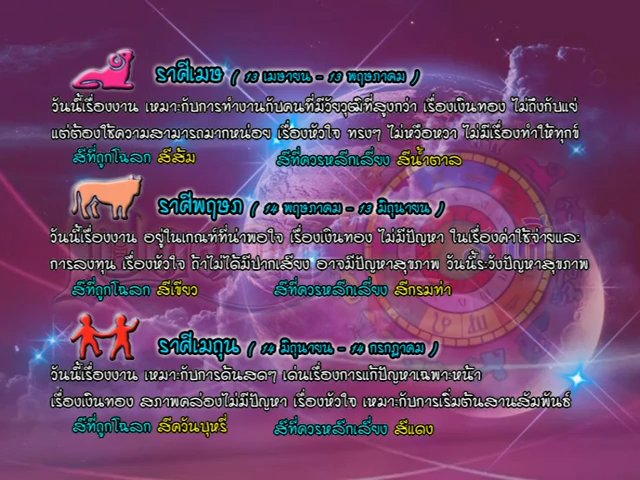 ราศีเมษ ( 13 เมษายน - 13 พฤษภาคม )
วันนี้เรื่องงาน เหมาะกับการทำงานกับคนที่มีวัยวุฒิที่สูงกว่า เรื่องเงินทอง ไม่ถึงกับแย่
แต่ต้องใช้ความสามารถมากหน่อย เรื่องหัวใจ ทรงๆ ไม่หวือหวา ไม่มีเรื่องทำให้ทุกข์
สีที่ถูกโฉลก สีส้ม สีที่ควรหลีกเลี่ยง สีน้ำตาล
ราศีพฤษภ ( 14 พฤษภาคม - 13 มิถุนายน )
วันนี้เรื่องงาน อยู่ในเกณฑ์ที่น่าพอใจ เรื่องเงินทอง ไม่มีปัญหา ในเรื่องค่าใช้จ่ายและ
การลงทุน เรื่องหัวใจ ถ้าไม่ได้มีปากเสียง อาจมีปัญหาสุขภาพ วันนี้ระวังปัญหาสุขภาพ
สีที่ถูกโฉลก สีเขียว สีที่ควรหลีกเลี่ยง สีกรมท่า
ราศีเมถุน ( 14 มิถุนายน - 14 กรกฎาคม )
วันนี้เรื่องงาน เหมาะกับการด้นสดๆ เด่นเรื่องการแก้ปัญหาเฉพาะหน้า
เรื่องเงินทอง สภาพคล่องไม่มีปัญหา เรื่องหัวใจ เหมาะกับการเริ่มต้นสานสัมพันธ์
สีที่ถูกโฉลก สีควันบุหรี่ สีที่ควรหลีกเลี่ยง สีแดง